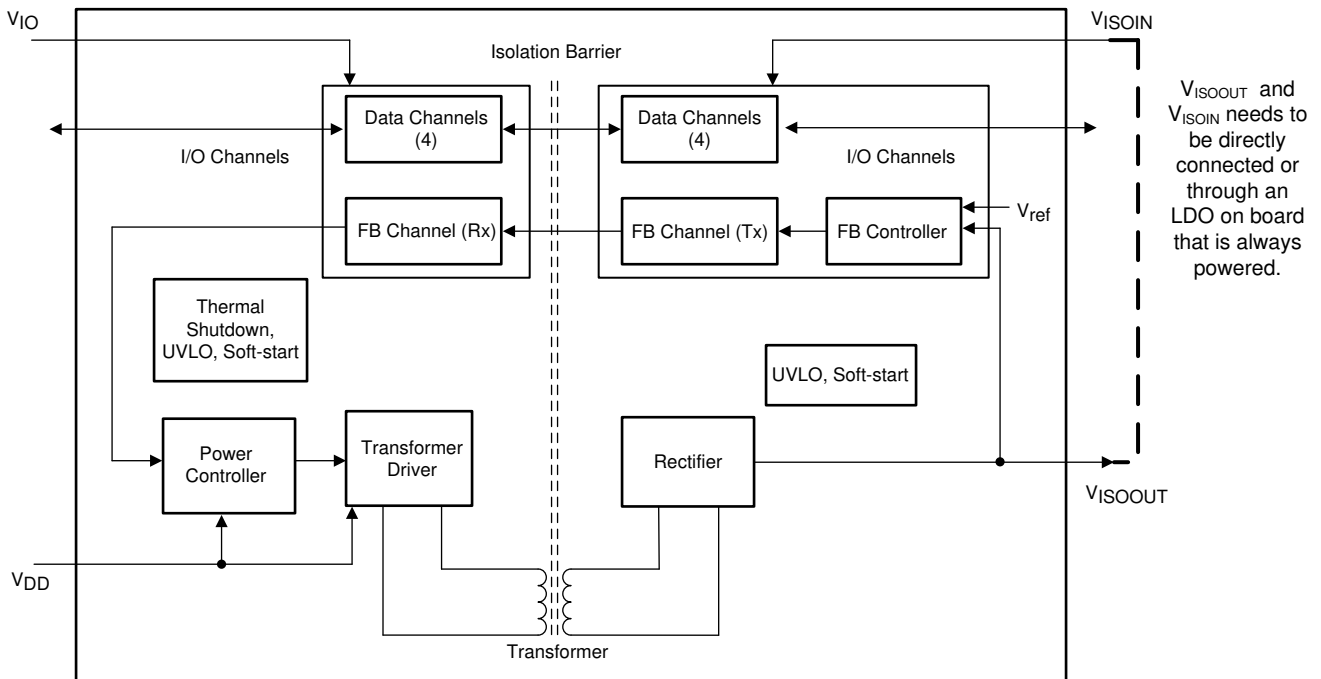 VIO
VISOIN
Isolation Barrier
Data Channels
(4)
Data Channels
(4)
I/O Channels
I/O Channels
FB Channel (Rx)
FB Channel (Tx)
FB Controller
Vref
VISOOUT and
VISOIN needs to
be directly
connected or
through an
LDO on board
that is always
powered.
Thermal
Shutdown,
UVLO, Soft-start
UVLO, Soft-start
Power
Controller
Transformer
Driver
Rectifier
VISOOUT
VDD
Transformer